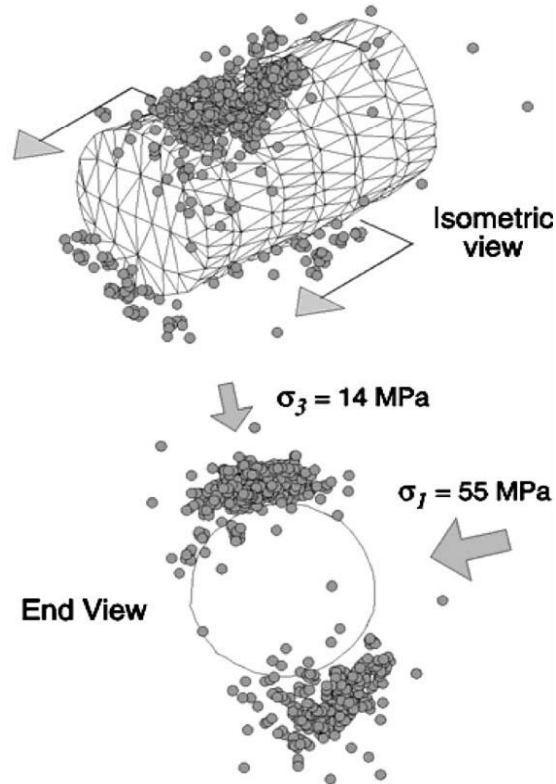 Isometric
view
σ3 = 14 MPa
σ1 = 55 MPa
End View